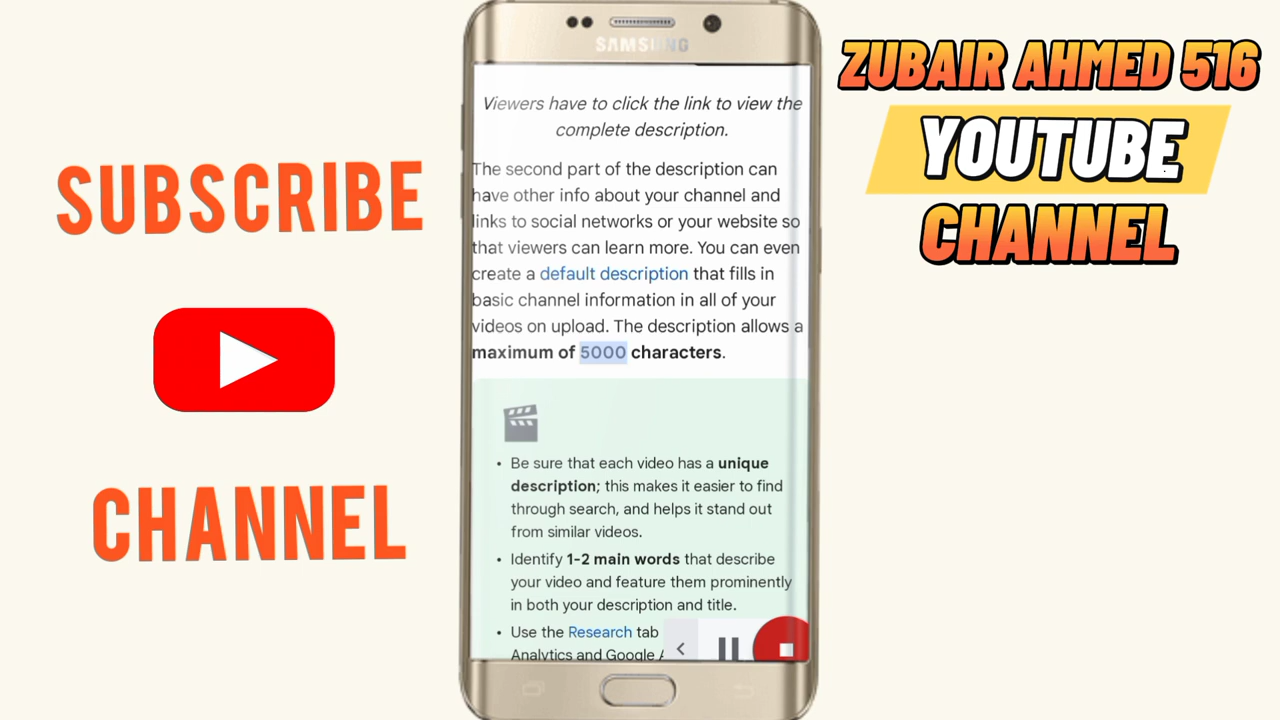 SUBSCRIBE
CHANNEL
SAMSUNG
Viewers have to click the link to view the
complete description.
The second part of the description can
have other info about your channel and
links to social networks or your website so
that viewers can learn more. You can even
create a default description that fills in
basic channel information in all of your
videos on upload. The description allows a
maximum of 5000 characters.
• Be sure that each video has a unique
description; this makes it easier to find
through search, and helps it stand out
from similar videos.
• Identify 1-2 main words that describe
your video and feature them prominently
in both your description and title.
• Use the Research tab
Analytics and Google
ZUBAIR AHMED 516
YOUTUBE
CHANNEL